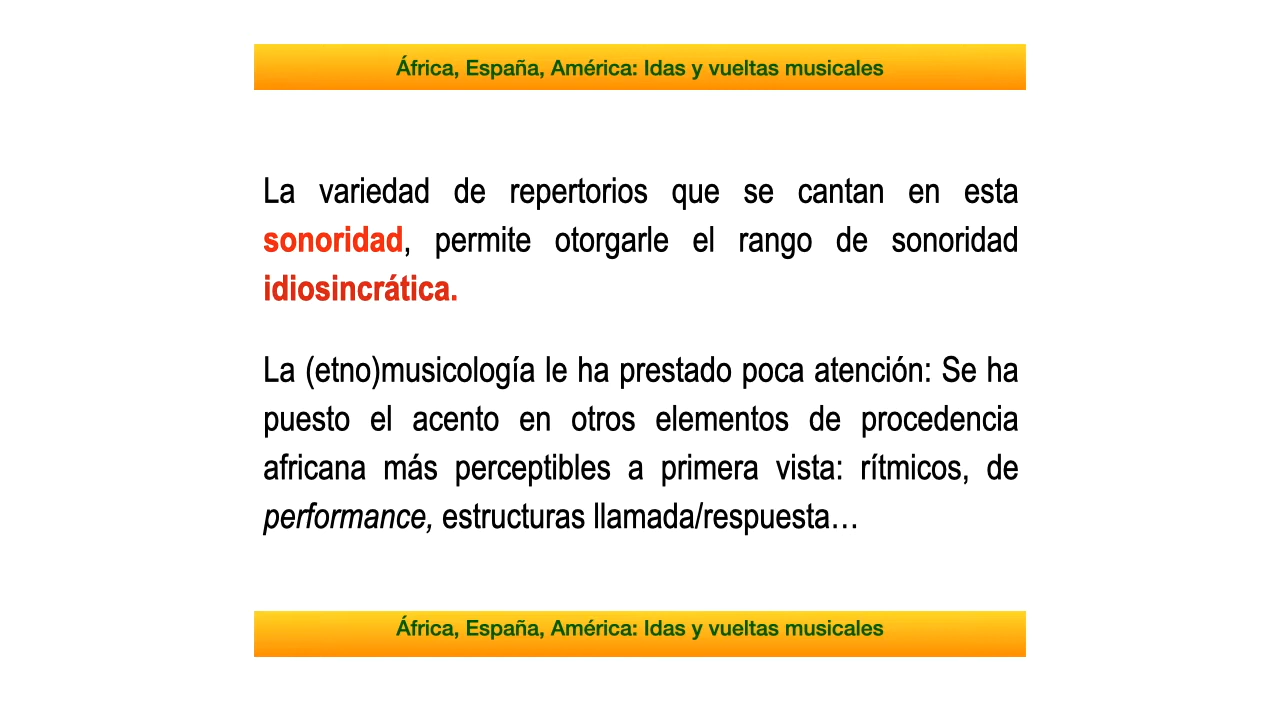 África, España, América: Idas y vueltas musicales
La variedad de repertorios que se cantan en esta
sonoridad, permite otorgarle el rango de sonoridad
idiosincrática.
La (etno)musicología le ha prestado poca atención: Se ha
puesto el acento en otros elementos de procedencia
africana más perceptibles a primera vista: rítmicos, de
performance, estructuras llamada/respuesta…
África, España, América: Idas y vueltas musicales